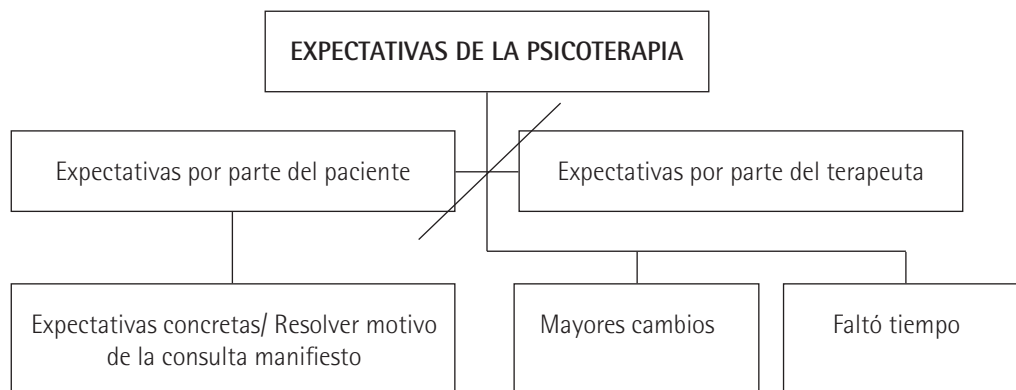 EXPECTATIVAS DE LA PSICOTERAPIA
Expectativas por parte del paciente
Expectativas por parte del terapeuta
Expectativas concretas/ Resolver motivo
de la consulta manifiesto
Mayores cambios
Faltó tiempo